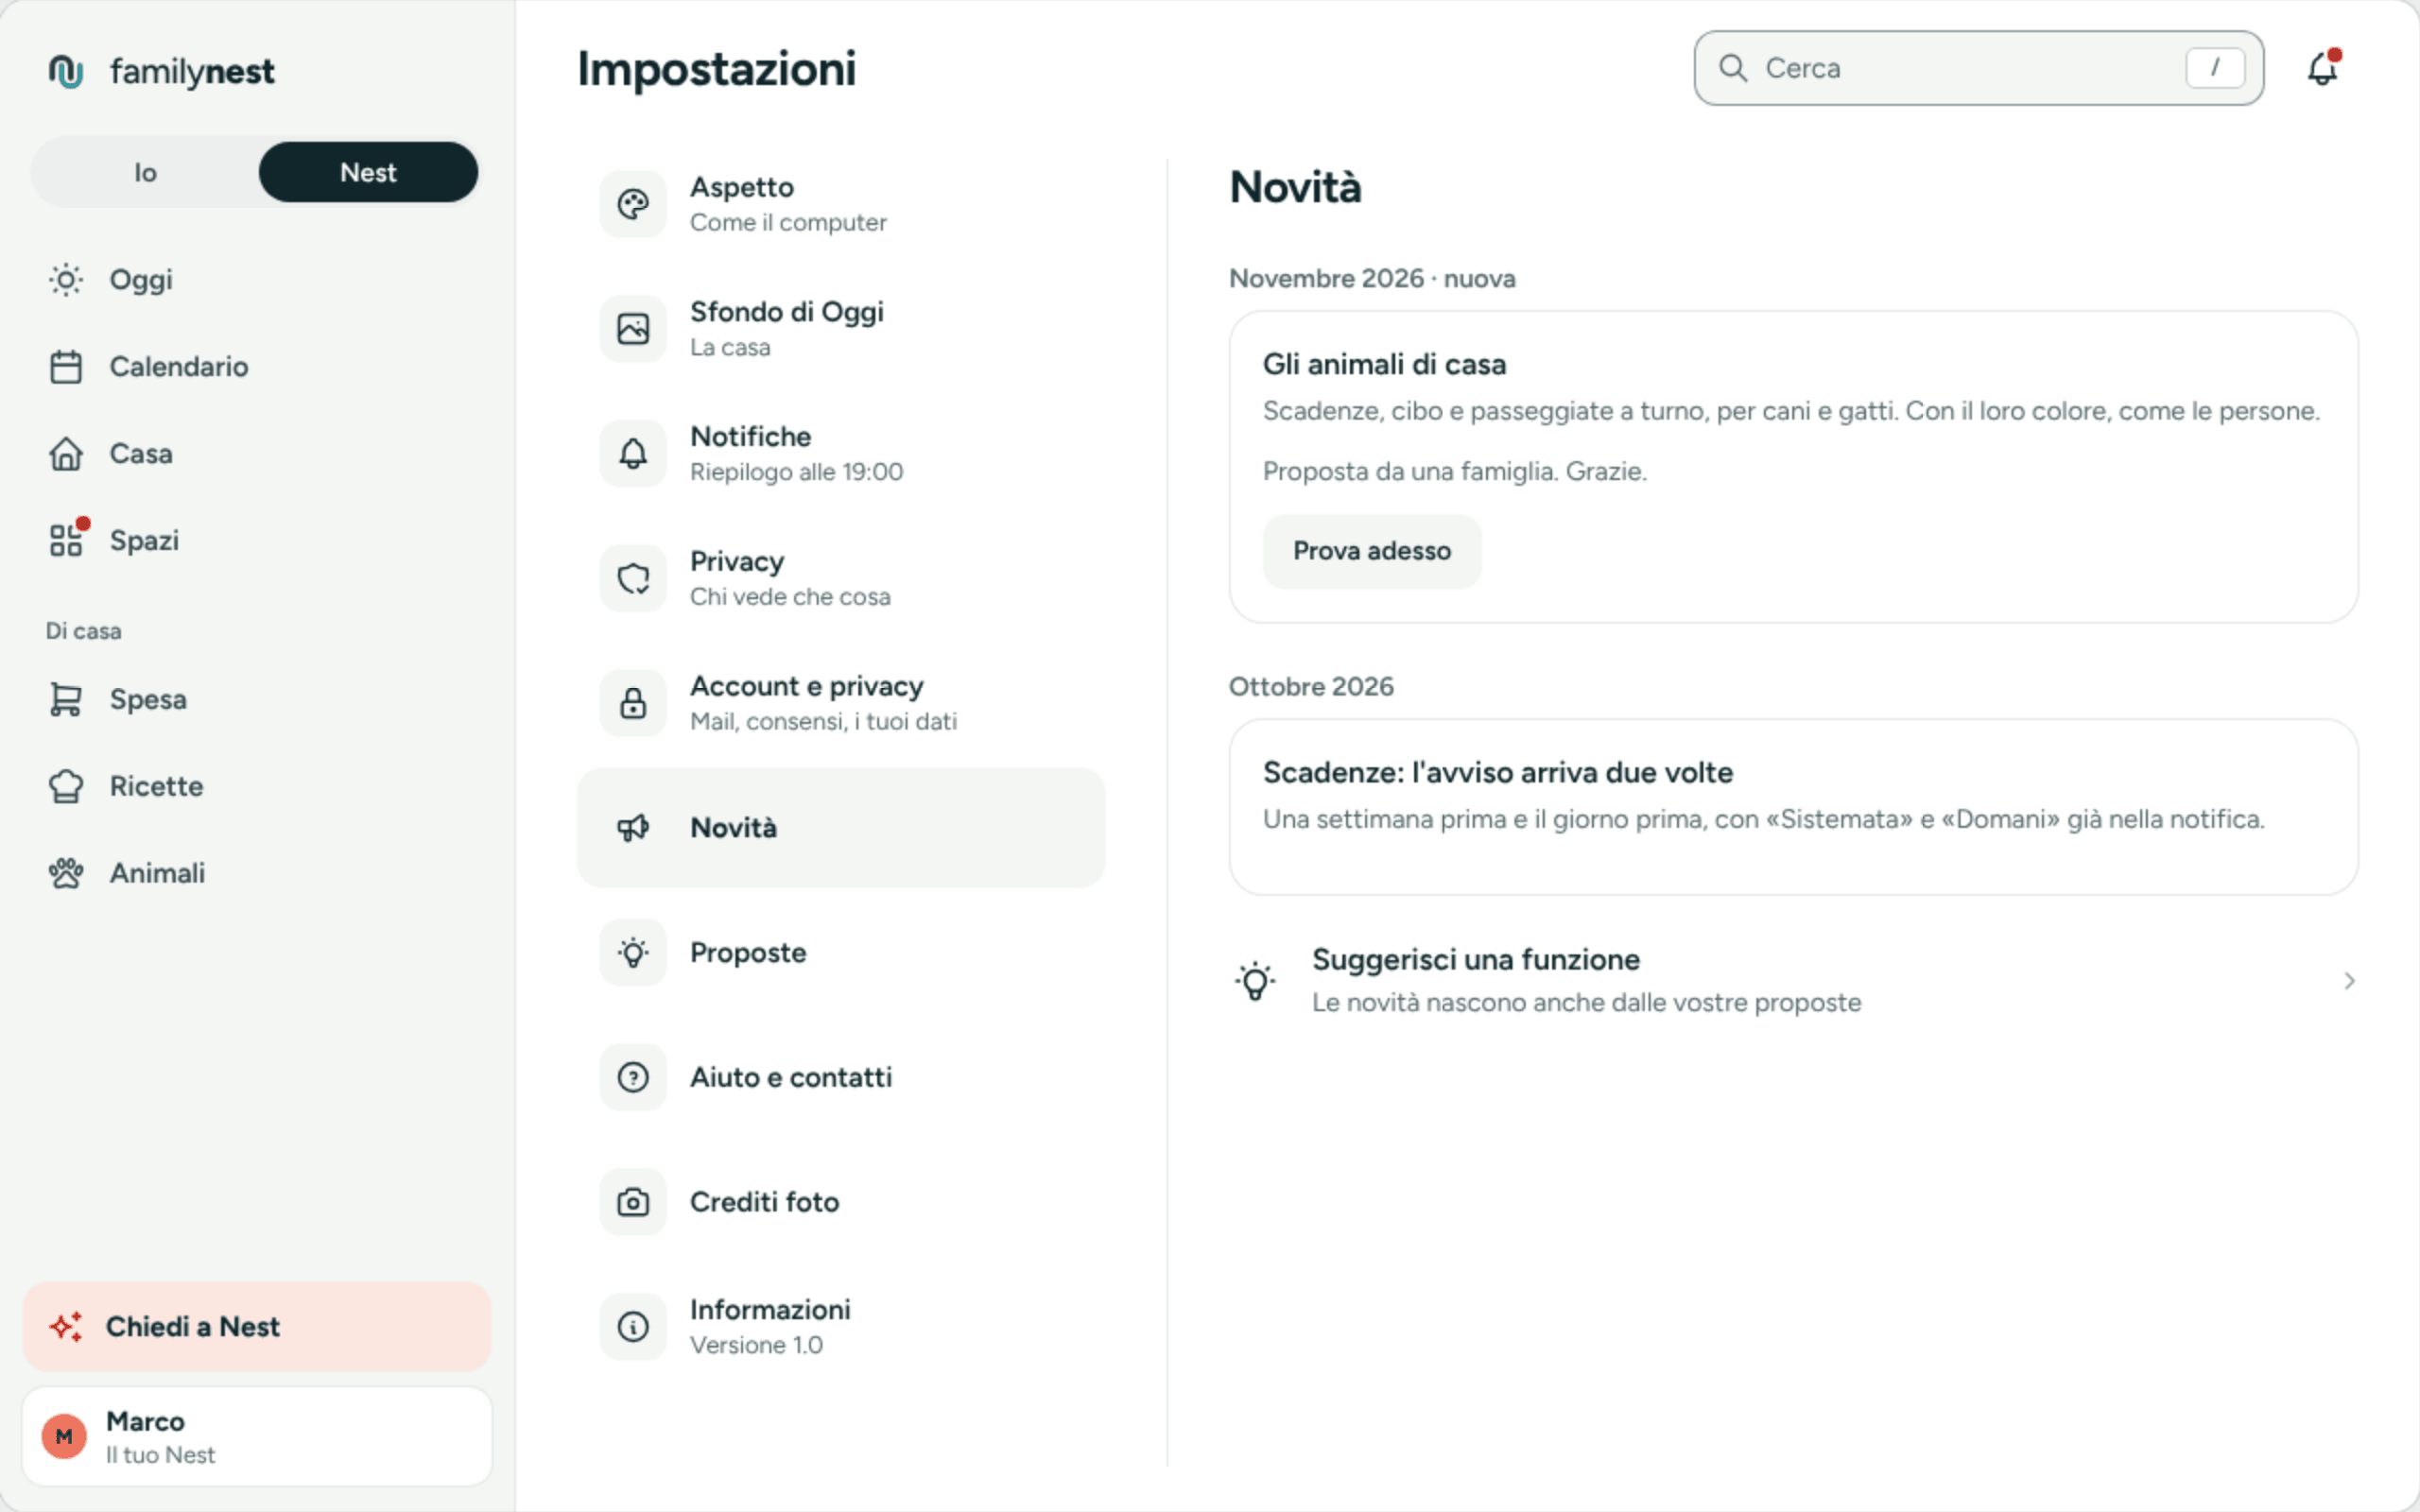 familynest
Io
Nest
Oggi
Calendario
Casa
Spazi
Di casa
Spesa
Ricette
Animali
Chiedi a Nest
M
Marco
Il tuo Nest
Impostazioni
Cerca
/
Aspetto
Come il computer
Sfondo di Oggi
La casa
Notifiche
Riepilogo alle 19:00
Privacy
Chi vede che cosa
Account e privacy
Mail, consensi, i tuoi dati
Novità
Proposte
Aiuto e contatti
Crediti foto
Informazioni
Versione 1.0
Novità
Novembre 2026 · nuova
Gli animali di casa
Scadenze, cibo e passeggiate a turno, per cani e gatti. Con il loro colore, come le persone.
Proposta da una famiglia. Grazie.
Prova adesso
Ottobre 2026
Scadenze: l'avviso arriva due volte
Una settimana prima e il giorno prima, con «Sistemata» e «Domani» già nella notifica.
Suggerisci una funzione
Le novità nascono anche dalle vostre proposte